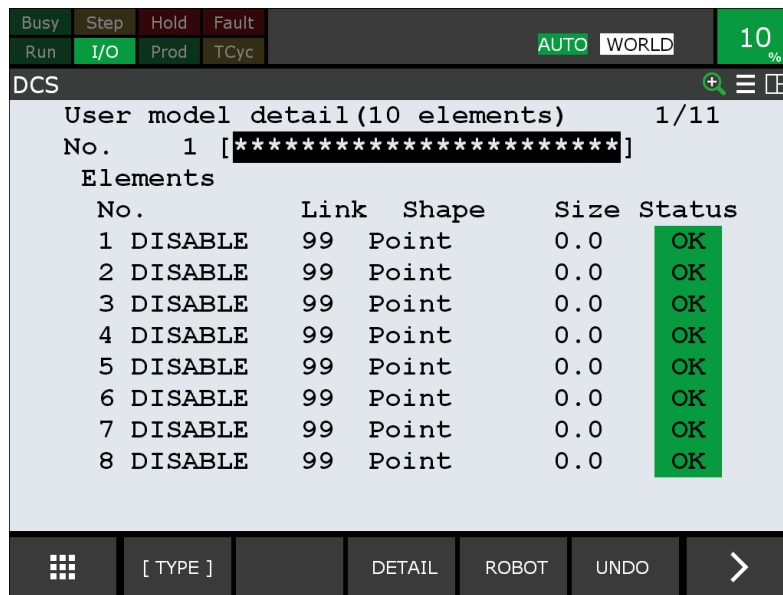 Busy Step Hold Fault
Run I/O Prod TCyc AUTO WORLD 10%
DCS
User model detail(10 elements) 1/11
No. 1 [***********************]
Elements
No. Link Shape Size Status
1 DISABLE 99 Point 0.0 OK
2 DISABLE 99 Point 0.0 OK
3 DISABLE 99 Point 0.0 OK
4 DISABLE 99 Point 0.0 OK
5 DISABLE 99 Point 0.0 OK
6 DISABLE 99 Point 0.0 OK
7 DISABLE 99 Point 0.0 OK
8 DISABLE 99 Point 0.0 OK
[ TYPE ] DETAIL ROBOT UNDO